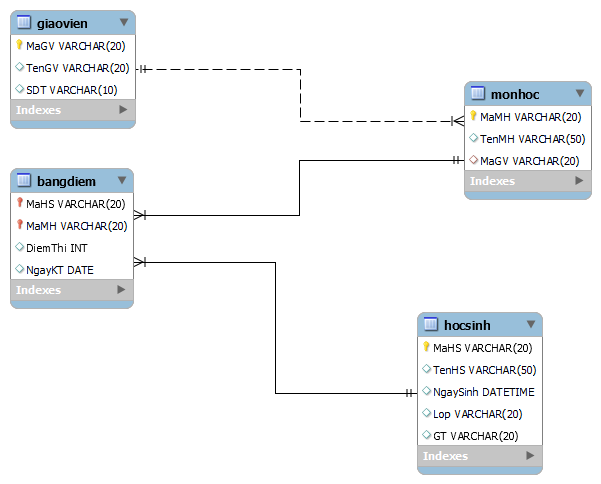 giaovien
MaGV VARCHAR(20)
TenGV VARCHAR(20)
SDT VARCHAR(10)
Indexes
monhoc
MaMH VARCHAR(20)
TenMH VARCHAR(50)
MaGV VARCHAR(20)
Indexes
bangdiem
MaHS VARCHAR(20)
MaMH VARCHAR(20)
DiemThi INT
NgayKT DATE
Indexes
hocsinh
MaHS VARCHAR(20)
TenHS VARCHAR(50)
NgaySinh DATETIME
Lop VARCHAR(20)
GT VARCHAR(20)
Indexes